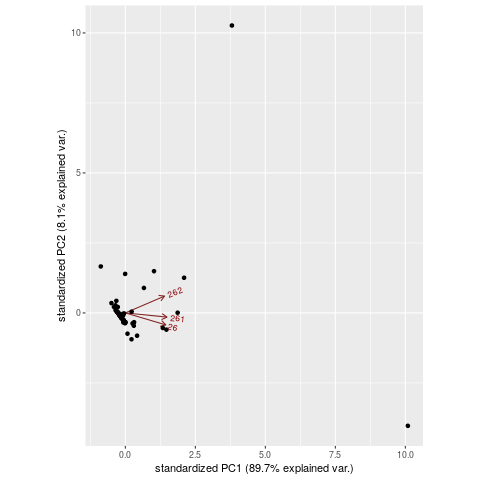 10
5
0
262
261
26
0.0 2.5 5.0 7.5 10.0
standardized PC1 (89.7% explained var.)
standardized PC2 (8.1% explained var.)